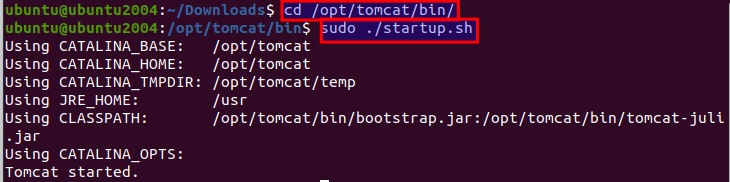 ubuntu@ubuntu2004:~/Downloads$ cd /opt/tomcat/bin/
ubuntu@ubuntu2004:/opt/tomcat/bin$ sudo ./startup.sh
Using CATALINA_BASE:   /opt/tomcat
Using CATALINA_HOME:   /opt/tomcat
Using CATALINA_TMPDIR: /opt/tomcat/temp
Using JRE_HOME:        /usr
Using CLASSPATH:       /opt/tomcat/bin/bootstrap.jar:/opt/tomcat/bin/tomcat-juli
.jar
Using CATALINA_OPTS:
Tomcat started.